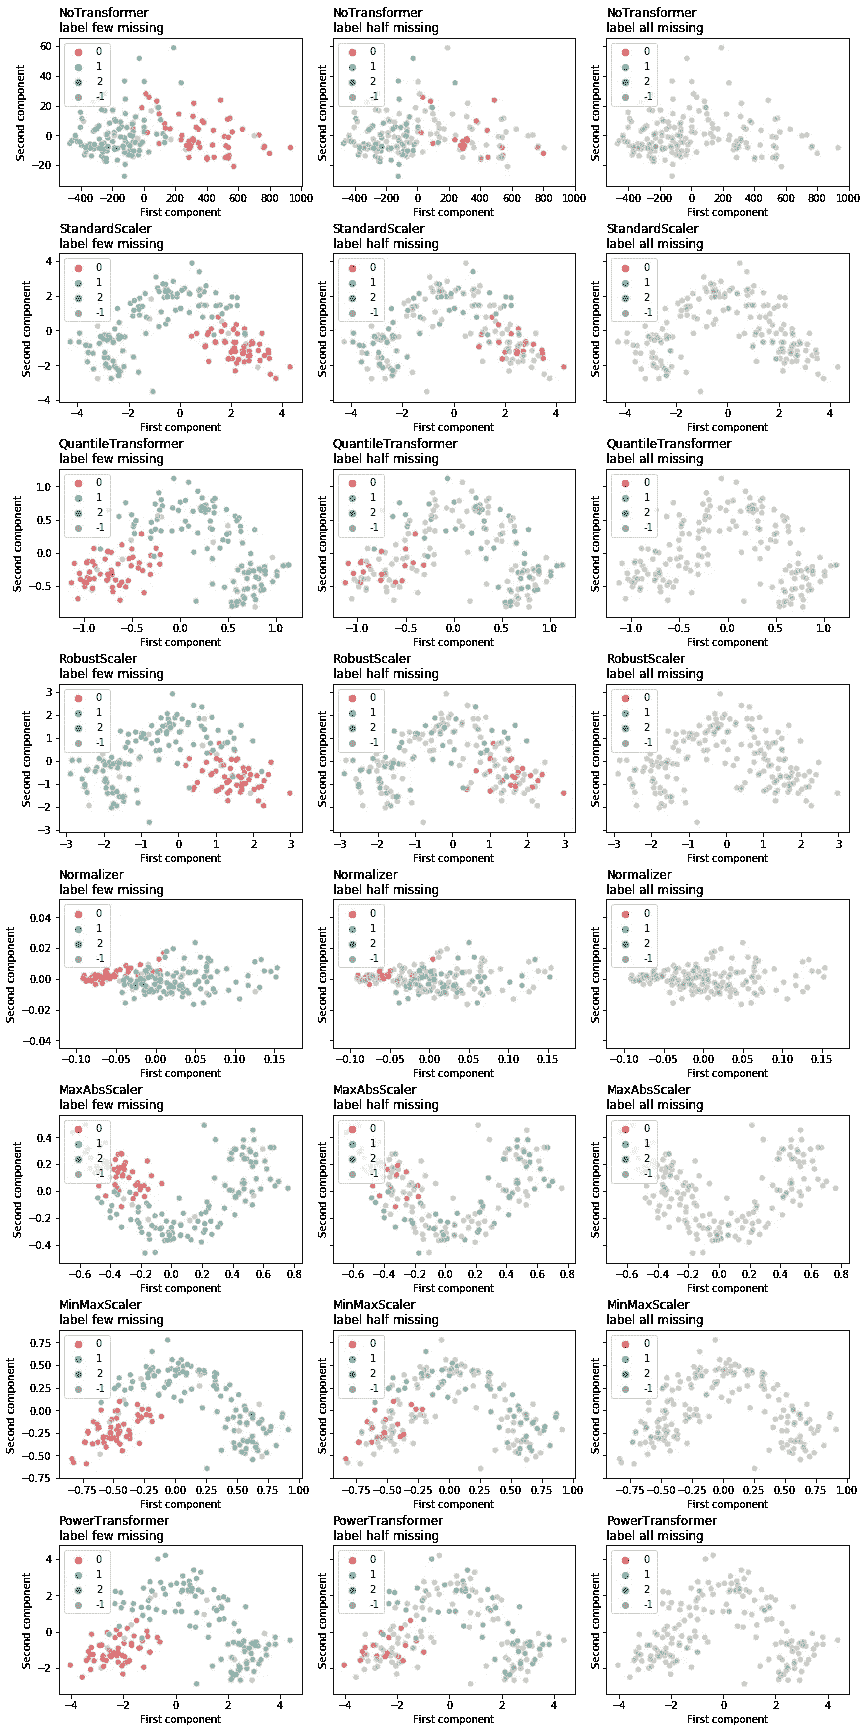 NoTransformer
label few missing
0
1
2
-1
Second component
60
40
20
0
−20
−400 −200 0 200 400 600 800 1000
First component
NoTransformer
label half missing
0
1
2
-1
Second component
−400 −200 0 200 400 600 800 1000
First component
NoTransformer
label all missing
0
1
2
-1
Second component
−400 −200 0 200 400 600 800 1000
First component
StandardScaler
label few missing
0
1
2
-1
Second component
4
2
0
−2
−4
−4 −2 0 2 4
First component
StandardScaler
label half missing
0
1
2
-1
Second component
−4 −2 0 2 4
First component
StandardScaler
label all missing
0
1
2
-1
Second component
−4 −2 0 2 4
First component
QuantileTransformer
label few missing
0
1
2
-1
Second component
1.0
0.5
0.0
−0.5
−1.0 −0.5 0.0 0.5 1.0
First component
QuantileTransformer
label half missing
0
1
2
-1
Second component
−1.0 −0.5 0.0 0.5 1.0
First component
QuantileTransformer
label all missing
0
1
2
-1
Second component
−1.0 −0.5 0.0 0.5 1.0
First component
RobustScaler
label few missing
0
1
2
-1
Second component
3
2
1
0
−1
−2
−3
−3 −2 −1 0 1 2 3
First component
RobustScaler
label half missing
0
1
2
-1
Second component
−3 −2 −1 0 1 2 3
First component
RobustScaler
label all missing
0
1
2
-1
Second component
−3 −2 −1 0 1 2 3
First component
Normalizer
label few missing
0
1
2
-1
Second component
0.04
0.02
0.00
−0.02
−0.04
−0.10 −0.05 0.00 0.05 0.10 0.15
First component
Normalizer
label half missing
0
1
2
-1
Second component
−0.10 −0.05 0.00 0.05 0.10 0.15
First component
Normalizer
label all missing
0
1
2
-1
Second component
−0.10 −0.05 0.00 0.05 0.10 0.15
First component
MaxAbsScaler
label few missing
0
1
2
-1
Second component
0.4
0.2
0.0
−0.2
−0.4
−0.6 −0.4 −0.2 0.0 0.2 0.4 0.6 0.8
First component
MaxAbsScaler
label half missing
0
1
2
-1
Second component
−0.6 −0.4 −0.2 0.0 0.2 0.4 0.6 0.8
First component
MaxAbsScaler
label all missing
0
1
2
-1
Second component
−0.6 −0.4 −0.2 0.0 0.2 0.4 0.6 0.8
First component
MinMaxScaler
label few missing
0
1
2
-1
Second component
0.75
0.50
0.25
0.00
−0.25
−0.50
−0.75
−0.75 −0.50 −0.25 0.00 0.25 0.50 0.75 1.00
First component
MinMaxScaler
label half missing
0
1
2
-1
Second component
−0.75 −0.50 −0.25 0.00 0.25 0.50 0.75 1.00
First component
MinMaxScaler
label all missing
0
1
2
-1
Second component
−0.75 −0.50 −0.25 0.00 0.25 0.50 0.75 1.00
First component
PowerTransformer
label few missing
0
1
2
-1
Second component
4
2
0
−2
−4 −2 0 2 4
First component
PowerTransformer
label half missing
0
1
2
-1
Second component
−4 −2 0 2 4
First component
PowerTransformer
label all missing
0
1
2
-1
Second component
−4 −2 0 2 4
First component